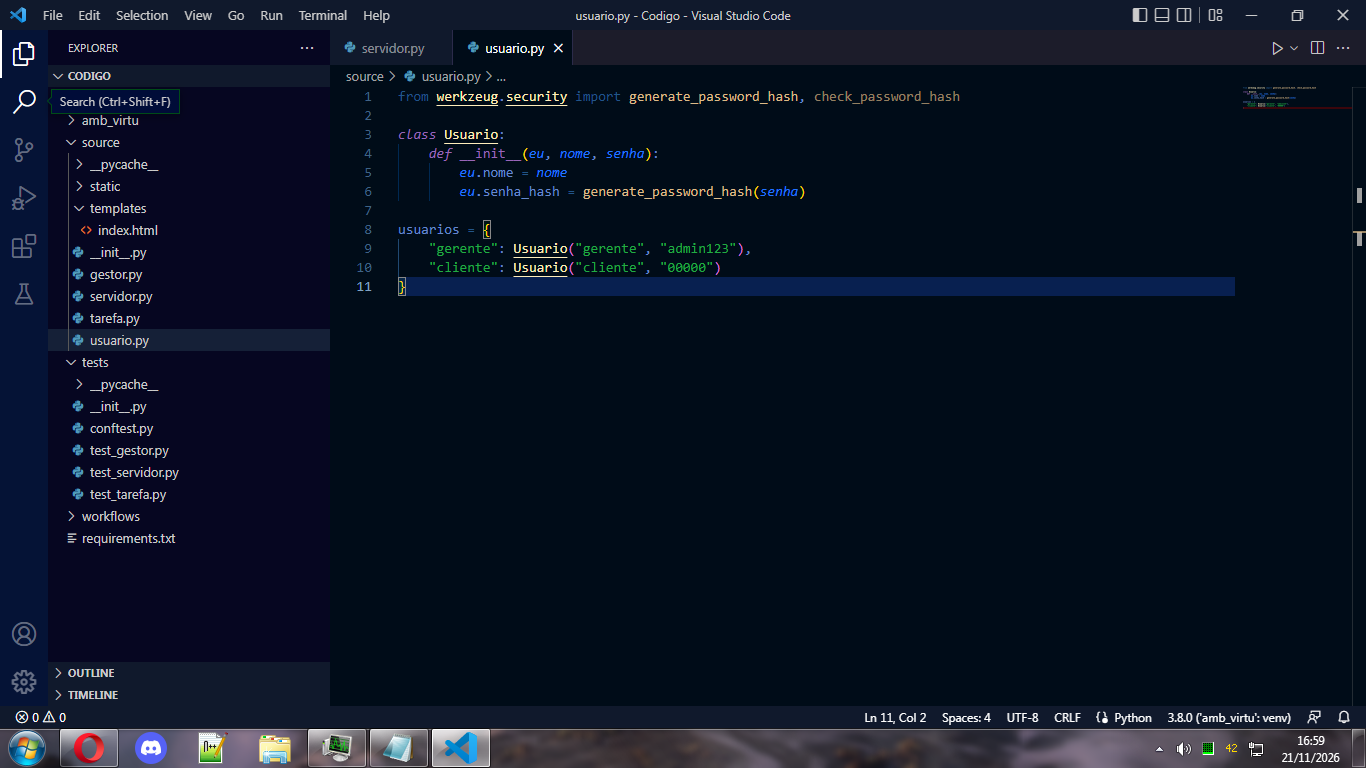 File Edit Selection View Go Run Terminal Help
usuario.py - Codigo - Visual Studio Code
EXPLORER
CODIGO
Search (Ctrl+Shift+F)
amb_virtu
source
__pycache__
static
templates
index.html
__init__.py
gestor.py
servidor.py
tarefa.py
usuario.py
tests
__pycache__
__init__.py
conftest.py
test_gestor.py
test_servidor.py
test_tarefa.py
workflows
requirements.txt
OUTLINE
TIMELINE
servidor.py usuario.py
source > usuario.py > ...
1 from werkzeug.security import generate_password_hash, check_password_hash
2
3 class Usuario:
4 def __init__(eu, nome, senha):
5 eu.nome = nome
6 eu.senha_hash = generate_password_hash(senha)
7
8 usuarios = {
9 "gerente": Usuario("gerente", "admin123"),
10 "cliente": Usuario("cliente", "00000")
11 }
0 0 Ln 11, Col 2 Spaces: 4 UTF-8 CRLF Python 3.8.0 ('amb_virtu': venv)
42 16:59
21/11/2026